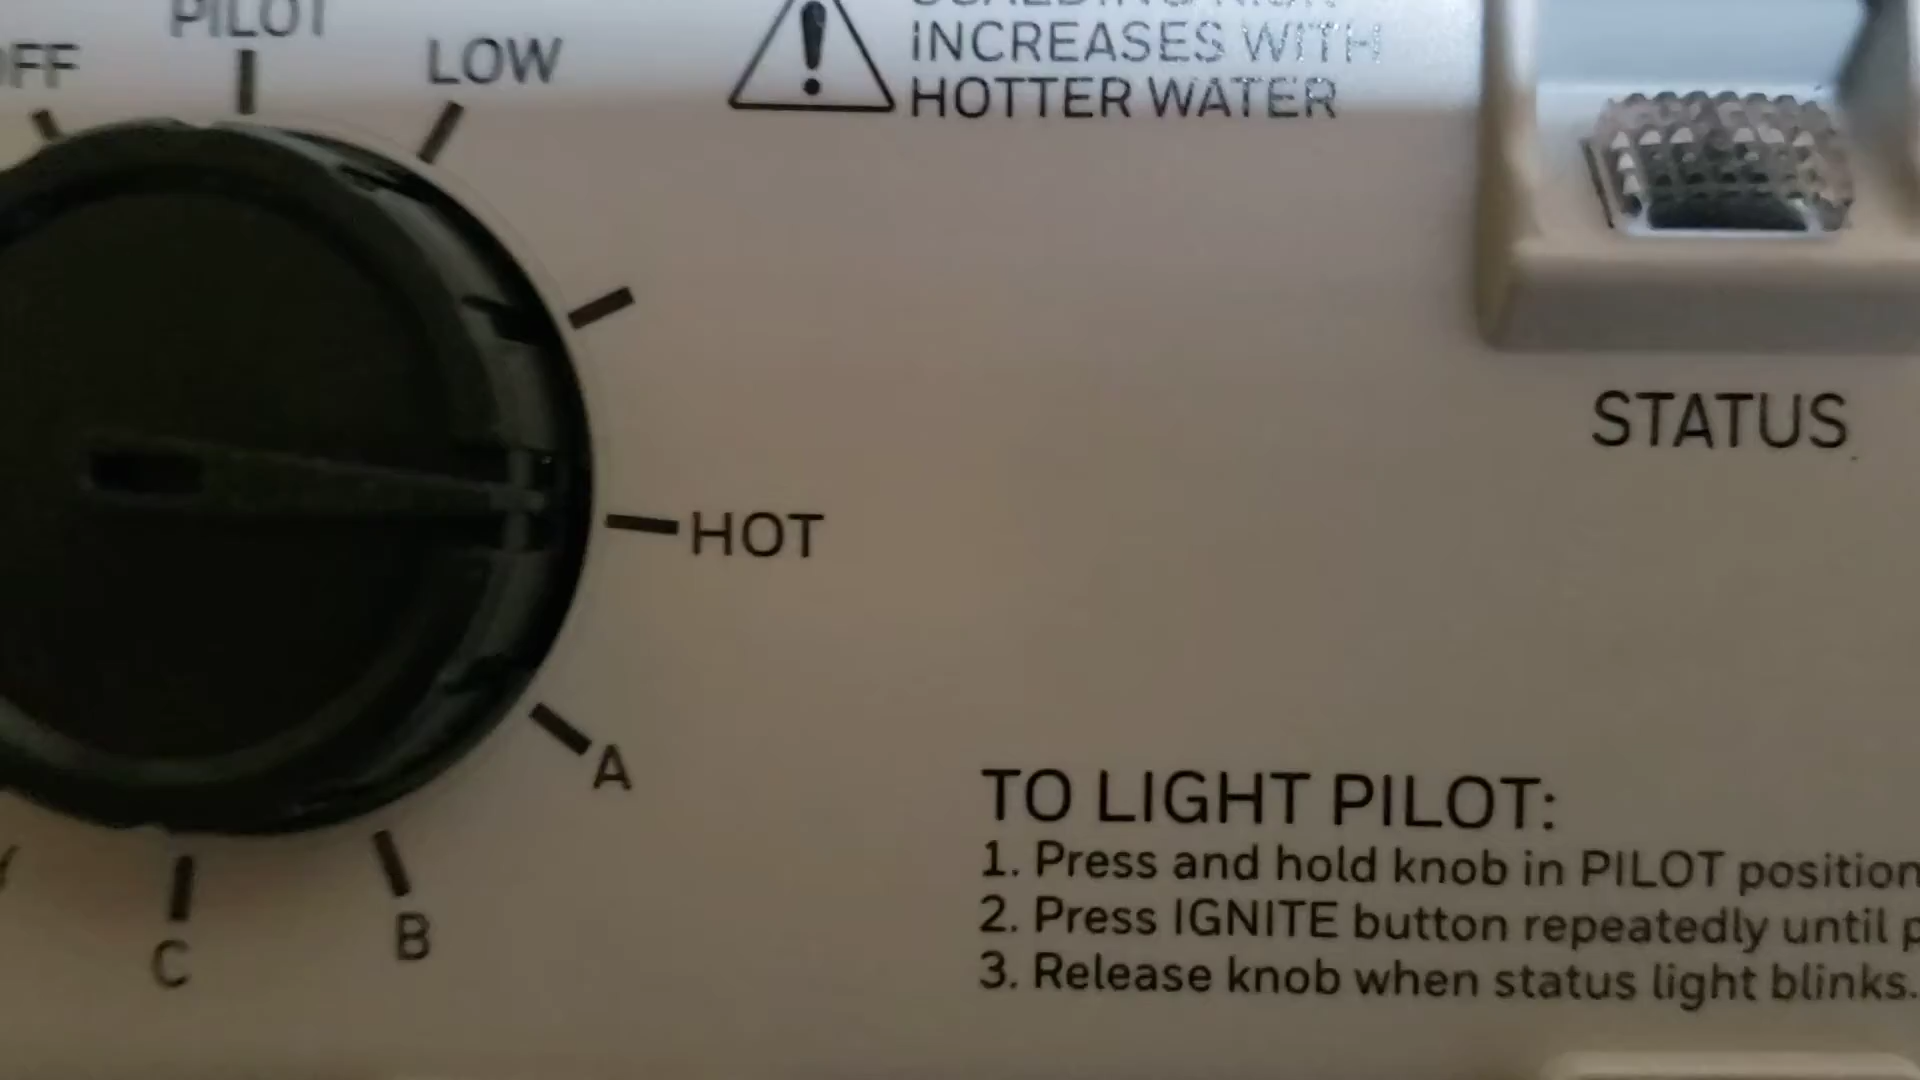 PILOT
LOW
INCREASES WITH
HOTTER WATER
STATUS
HOT
A
B
C
TO LIGHT PILOT:
1. Press and hold knob in PILOT position
2. Press IGNITE button repeatedly until
3. Release knob when status light blinks.